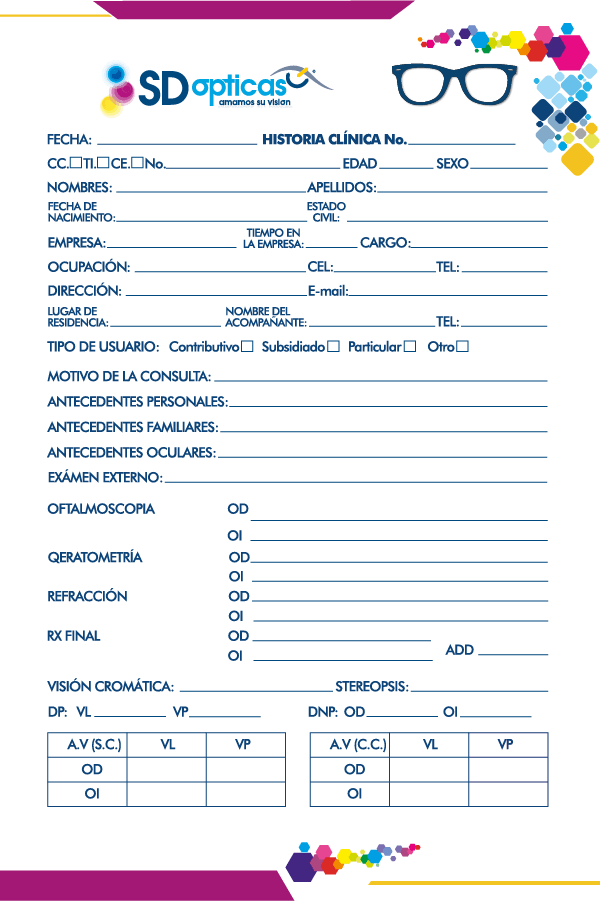 SD opticas
amamos su vision
FECHA: HISTORIA CLÍNICA No.
CC. TI. CE. No. EDAD SEXO
NOMBRES: APELLIDOS:
FECHA DE NACIMIENTO: ESTADO CIVIL:
EMPRESA: TIEMPO EN LA EMPRESA: CARGO:
OCUPACIÓN: CEL: TEL:
DIRECCIÓN: E-mail:
LUGAR DE RESIDENCIA: NOMBRE DEL ACOMPAÑANTE: TEL:
TIPO DE USUARIO: Contributivo Subsidiado Particular Otro
MOTIVO DE LA CONSULTA:
ANTECEDENTES PERSONALES:
ANTECEDENTES FAMILIARES:
ANTECEDENTES OCULARES:
EXÁMEN EXTERNO:
OFTALMOSCOPIA OD
OI
QERATOMETRÍA OD
OI
REFRACCIÓN OD
OI
RX FINAL OD
ADD
OI
VISIÓN CROMÁTICA: STEREOPSIS:
DP: VL VP DNP: OD OI
A.V (S.C.) VL VP A.V (C.C.) VL VP
OD OD
OI OI